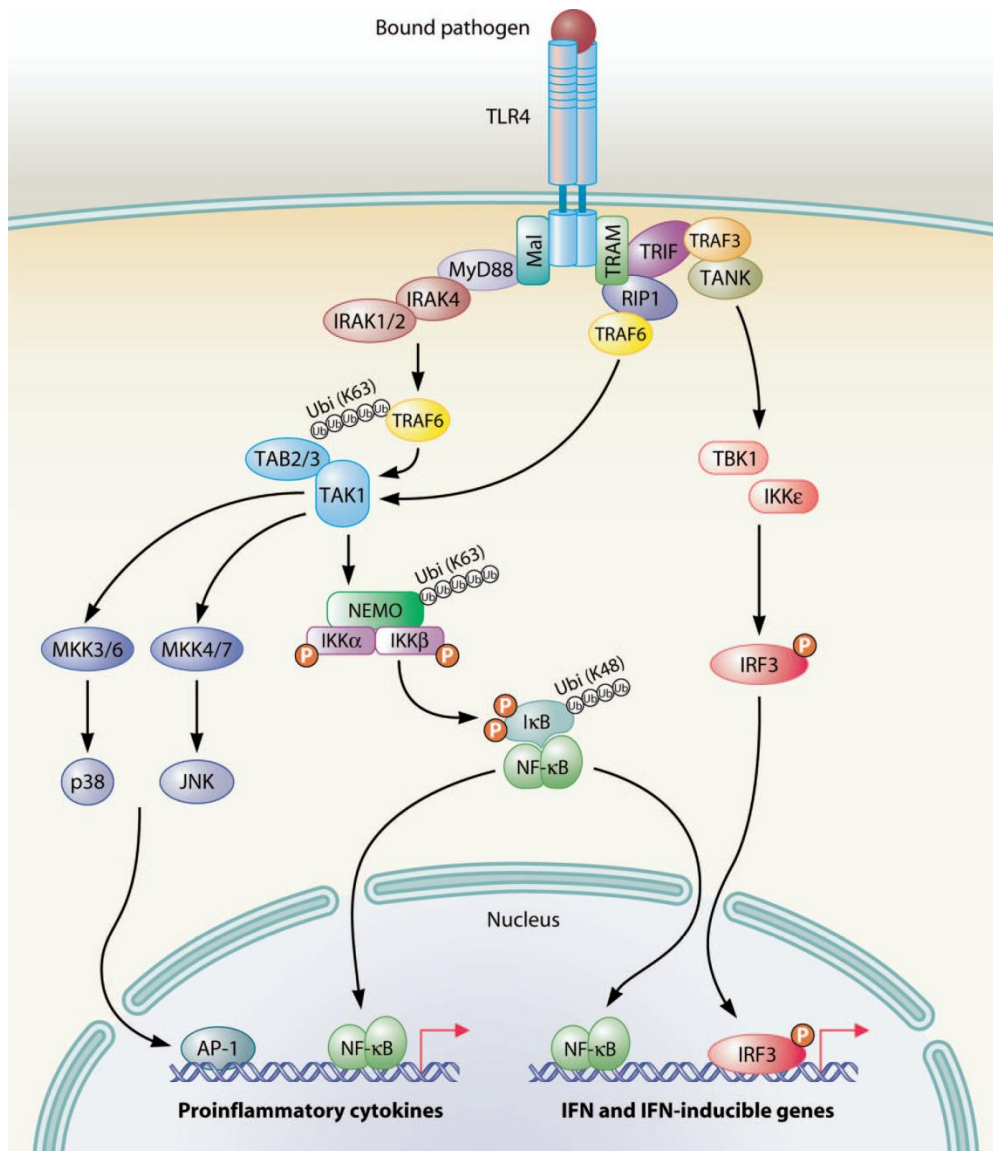 Bound pathogen
TLR4
Mal
TRAM
TRIF
TRAF3
TANK
MyD88
IRAK4
IRAK1/2
RIP1
TRAF6
Ubi (K63)
Ub Ub Ub Ub Ub
TRAF6
TAB2/3
TAK1
TBK1
IKKε
Ubi (K63)
Ub Ub Ub Ub Ub
NEMO
IKKα
IKKβ
P
P
MKK3/6
MKK4/7
P
IRF3
Ubi (K48)
Ub Ub Ub Ub
P
P
IκB
NF-κB
p38
JNK
Nucleus
AP-1
NF-κB
NF-κB
P
IRF3
Proinflammatory cytokines
IFN and IFN-inducible genes